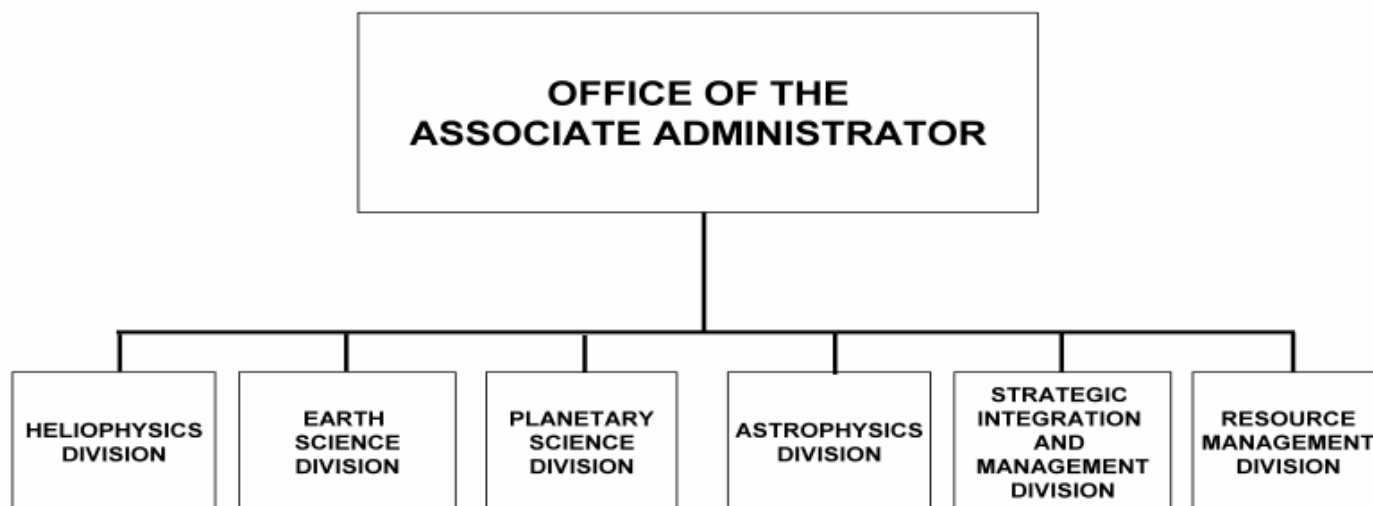 OFFICE OF THE
ASSOCIATE ADMINISTRATOR
HELIOPHYSICS
DIVISION
EARTH
SCIENCE
DIVISION
PLANETARY
SCIENCE
DIVISION
ASTROPHYSICS
DIVISION
STRATEGIC
INTEGRATION
AND
MANAGEMENT
DIVISION
RESOURCE
MANAGEMENT
DIVISION